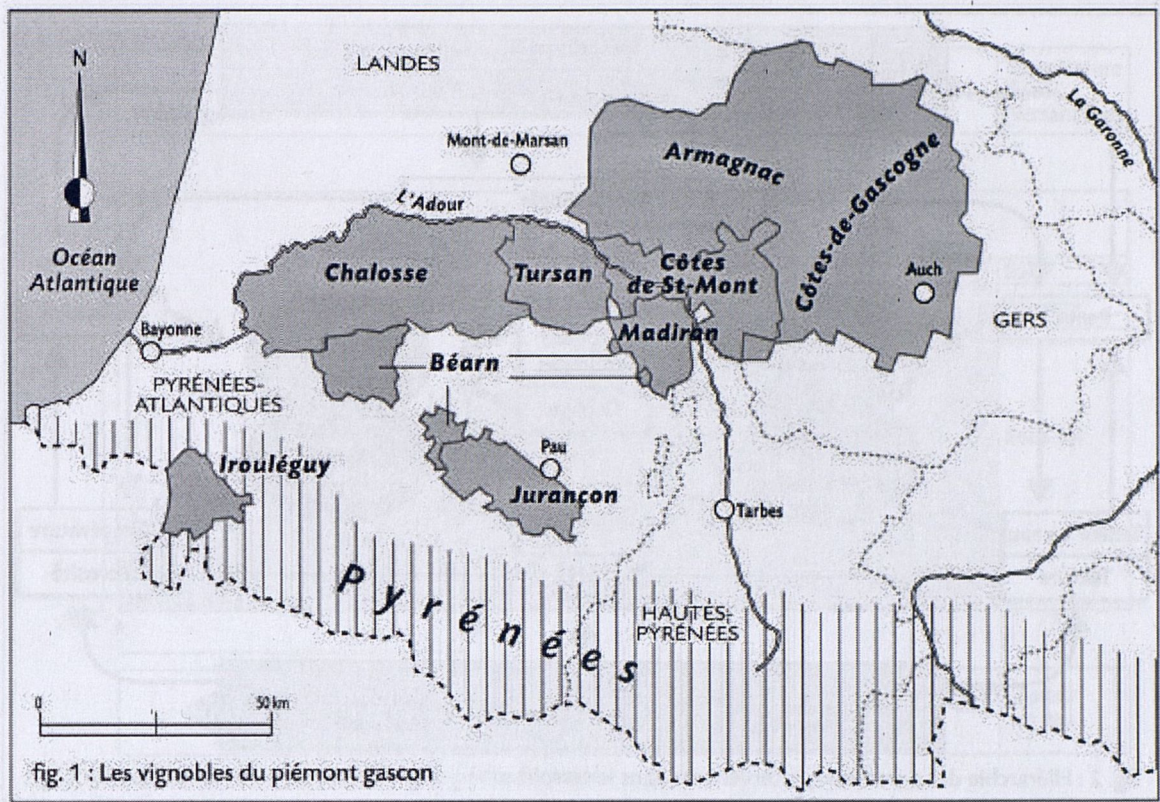 N
LANDES
La Garonne
Mont-de-Marsan
Armagnac
L'Adour
Côtes-de-Gascogne
Océan
Atlantique
Chalosse
Tursan
Côtes
de St-Mont
Auch
Bayonne
Madiran
GERS
Béarn
PYRÉNÉES-
ATLANTIQUES
Pau
Irouléguy
Jurançon
Tarbes
Pyrénées
HAUTES-
PYRÉNÉES
0 50 km
fig. 1 : Les vignobles du piémont gascon